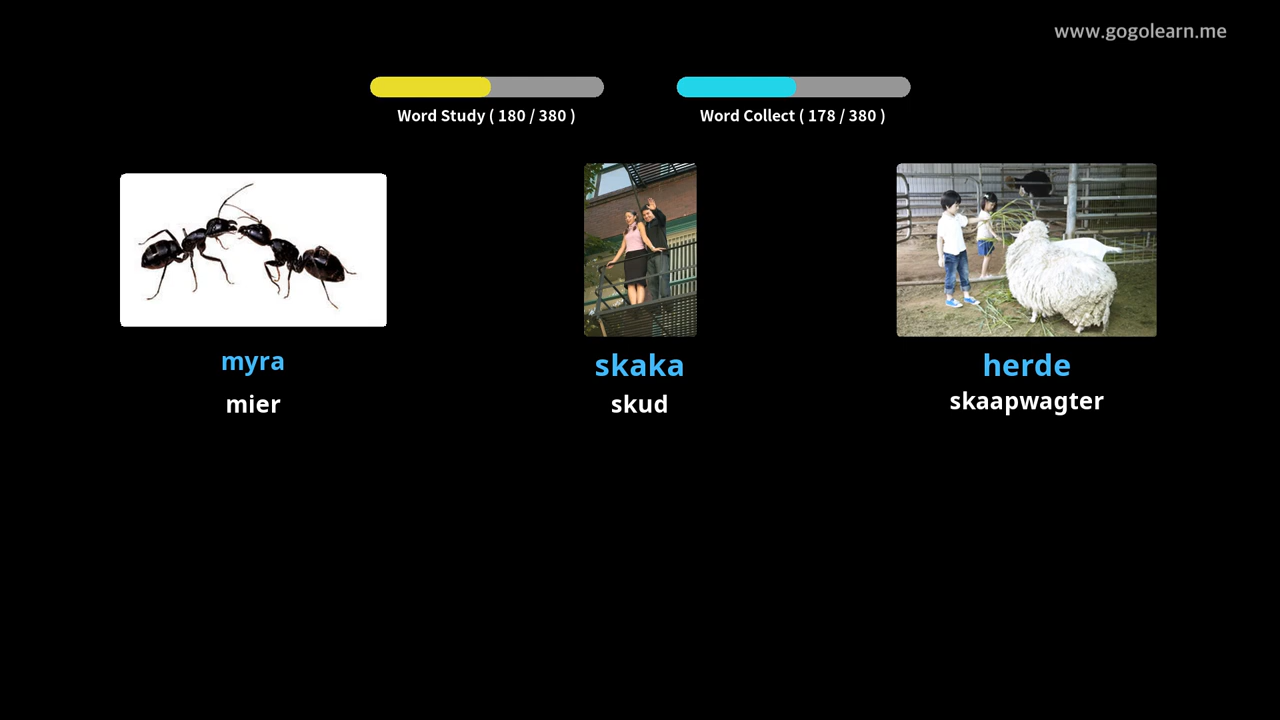 www.gogolearn.me
Word Study ( 180 / 380 )
Word Collect ( 178 / 380 )
myra
mier
skaka
skud
herde
skaapwagter